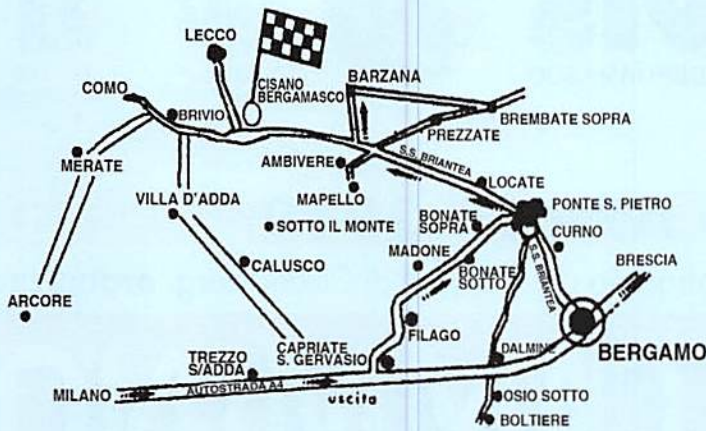 LECCO
COMO
CISANO
BERGAMASCO
BARZANA
BRIVIO
BREMBATE SOPRA
PREZZATE
MERATE
AMBIVERE
S.S. BRIANTEA
LOCATE
MAPELLO
VILLA D'ADDA
PONTE S. PIETRO
BONATE
SOPRA
SOTTO IL MONTE
CURNO
MADONE
BRESCIA
CALUSCO
BONATE
SOTTO
S.S. BRIANTEA
ARCORE
FILAGO
CAPRIATE
S. GERVASIO
DALMINE
BERGAMO
TREZZO
S/ADDA
AUTOSTRADA A4
MILANO
uscita
OSIO SOTTO
BOLTIERE